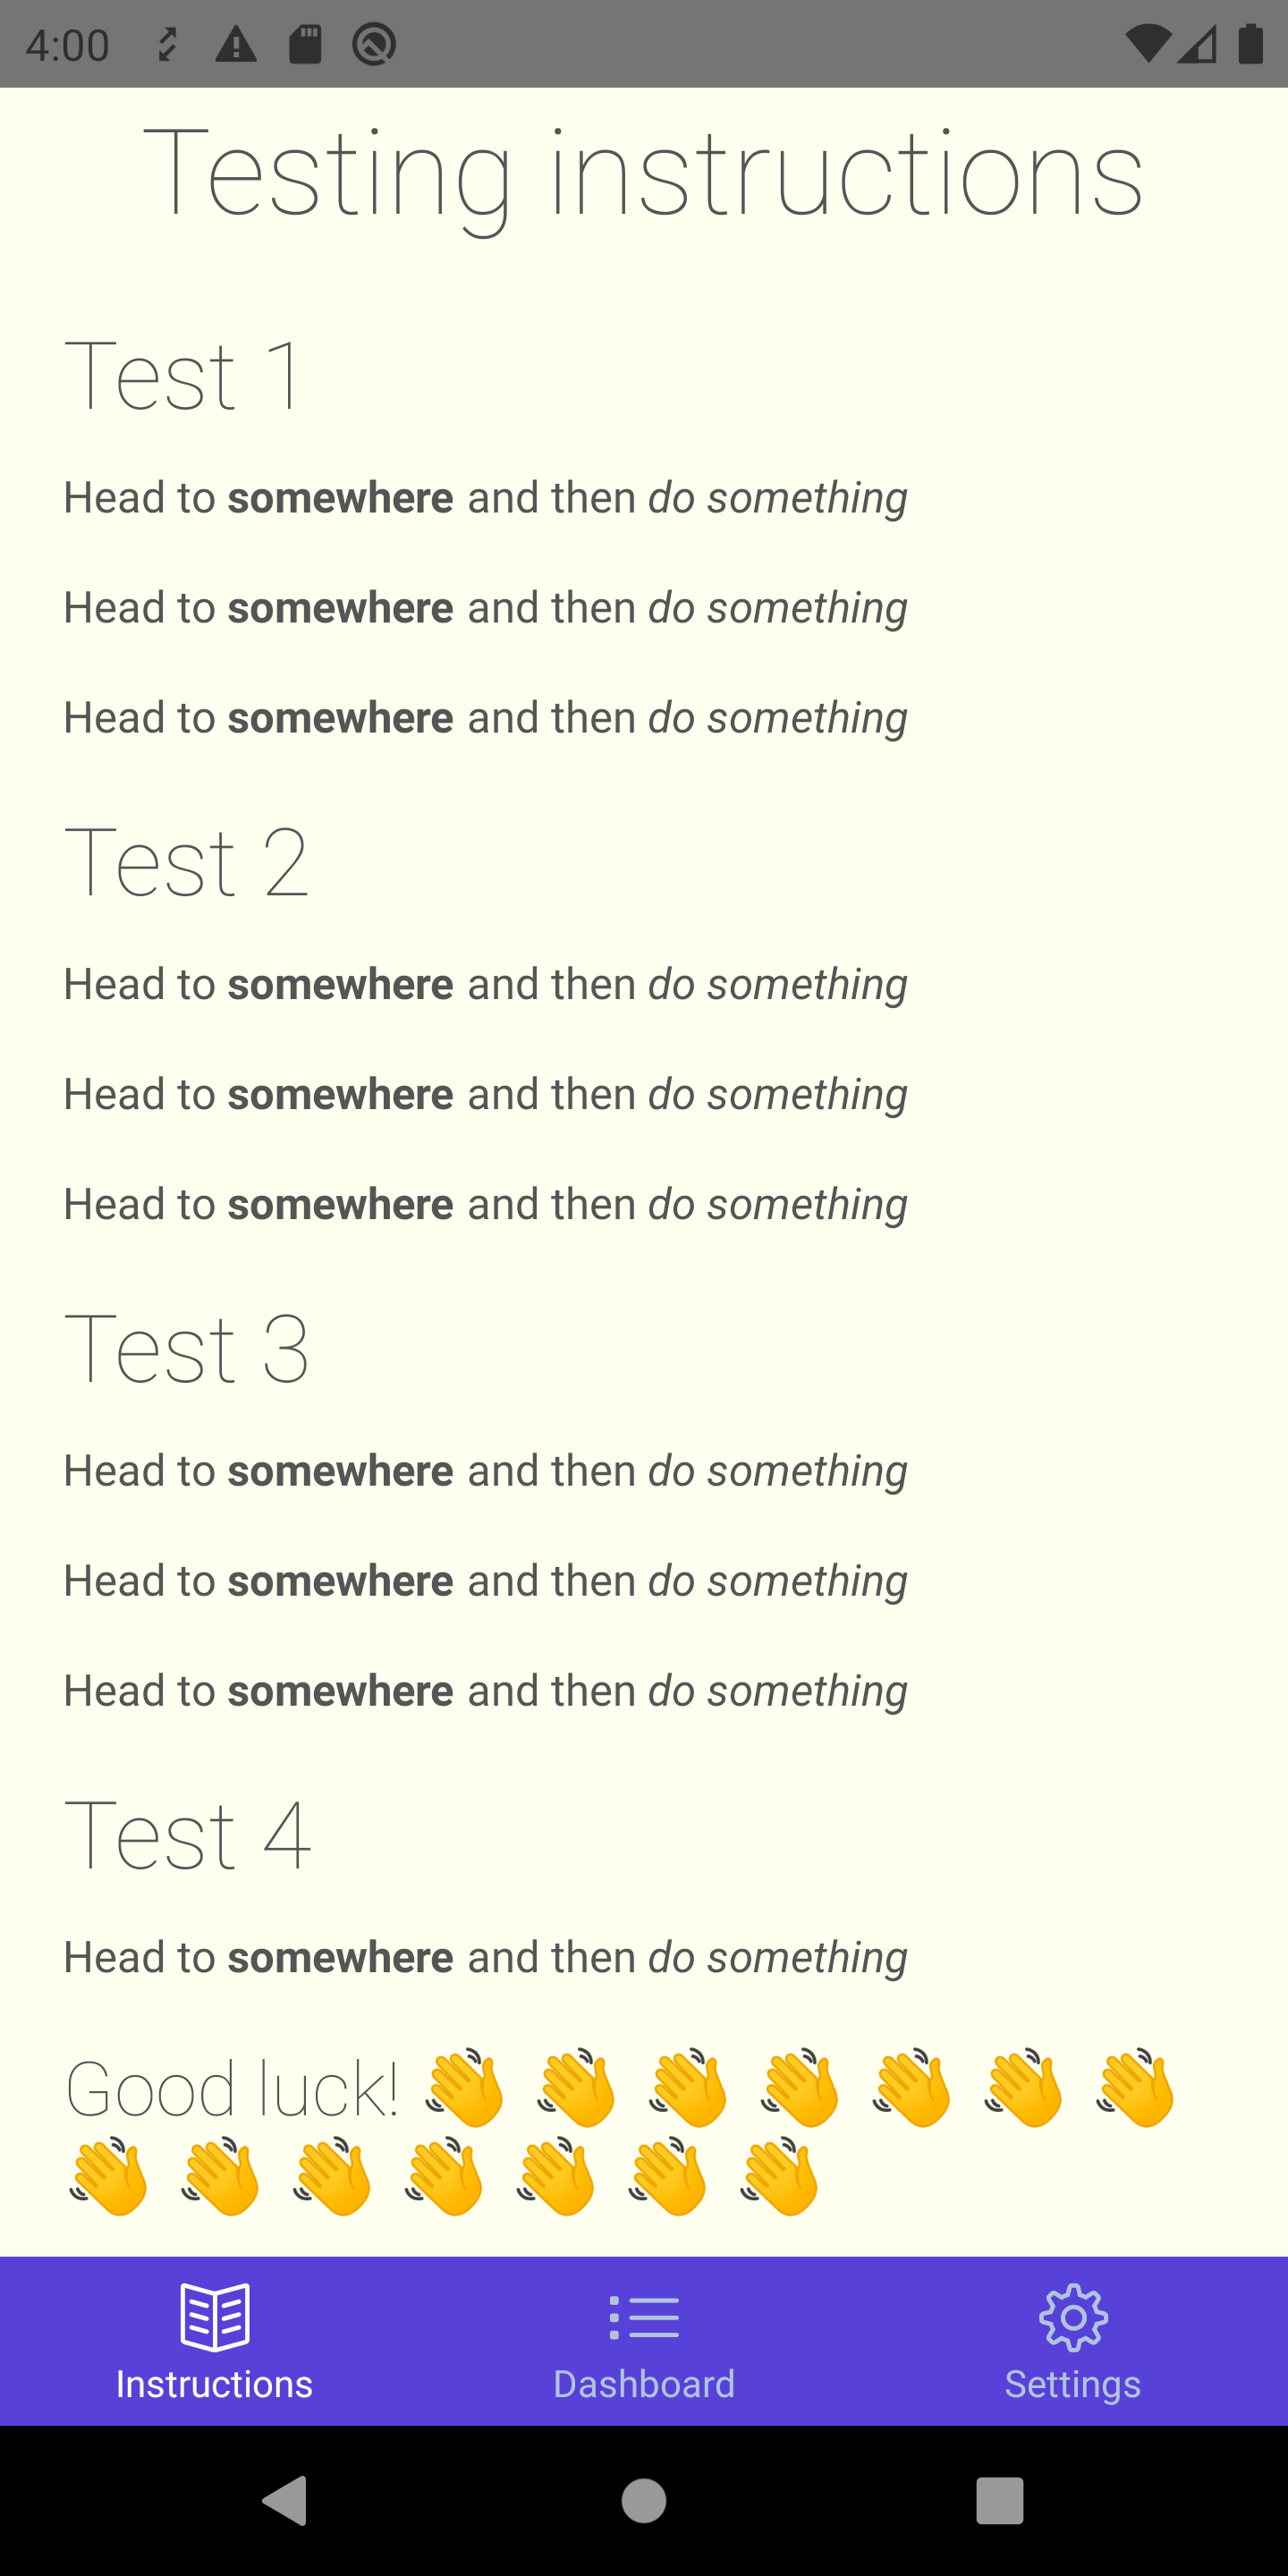 4:00
Testing instructions
Test 1
Head to somewhere and then do something
Head to somewhere and then do something
Head to somewhere and then do something
Test 2
Head to somewhere and then do something
Head to somewhere and then do something
Head to somewhere and then do something
Test 3
Head to somewhere and then do something
Head to somewhere and then do something
Head to somewhere and then do something
Test 4
Head to somewhere and then do something
Good luck! 👋 👋 👋 👋 👋 👋 👋
👋 👋 👋 👋 👋 👋 👋
Instructions
Dashboard
Settings